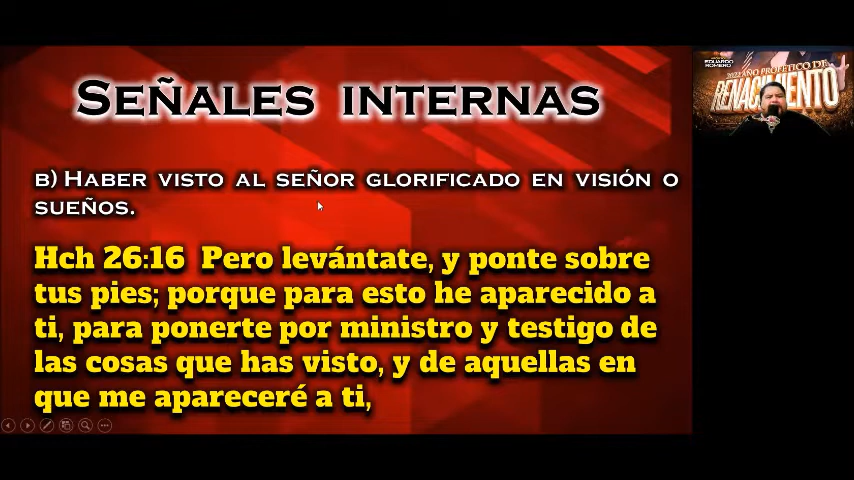 SEÑALES INTERNAS
B) HABER VISTO AL SEÑOR GLORIFICADO EN VISIÓN O
SUEÑOS.
Hch 26:16 Pero levántate, y ponte sobre
tus pies; porque para esto he aparecido a
ti, para ponerte por ministro y testigo de
las cosas que has visto, y de aquellas en
que me apareceré a ti,
EDUARDO
ROMERO
2022 AÑO PROFÉTICO DE
RENACIMIENTO